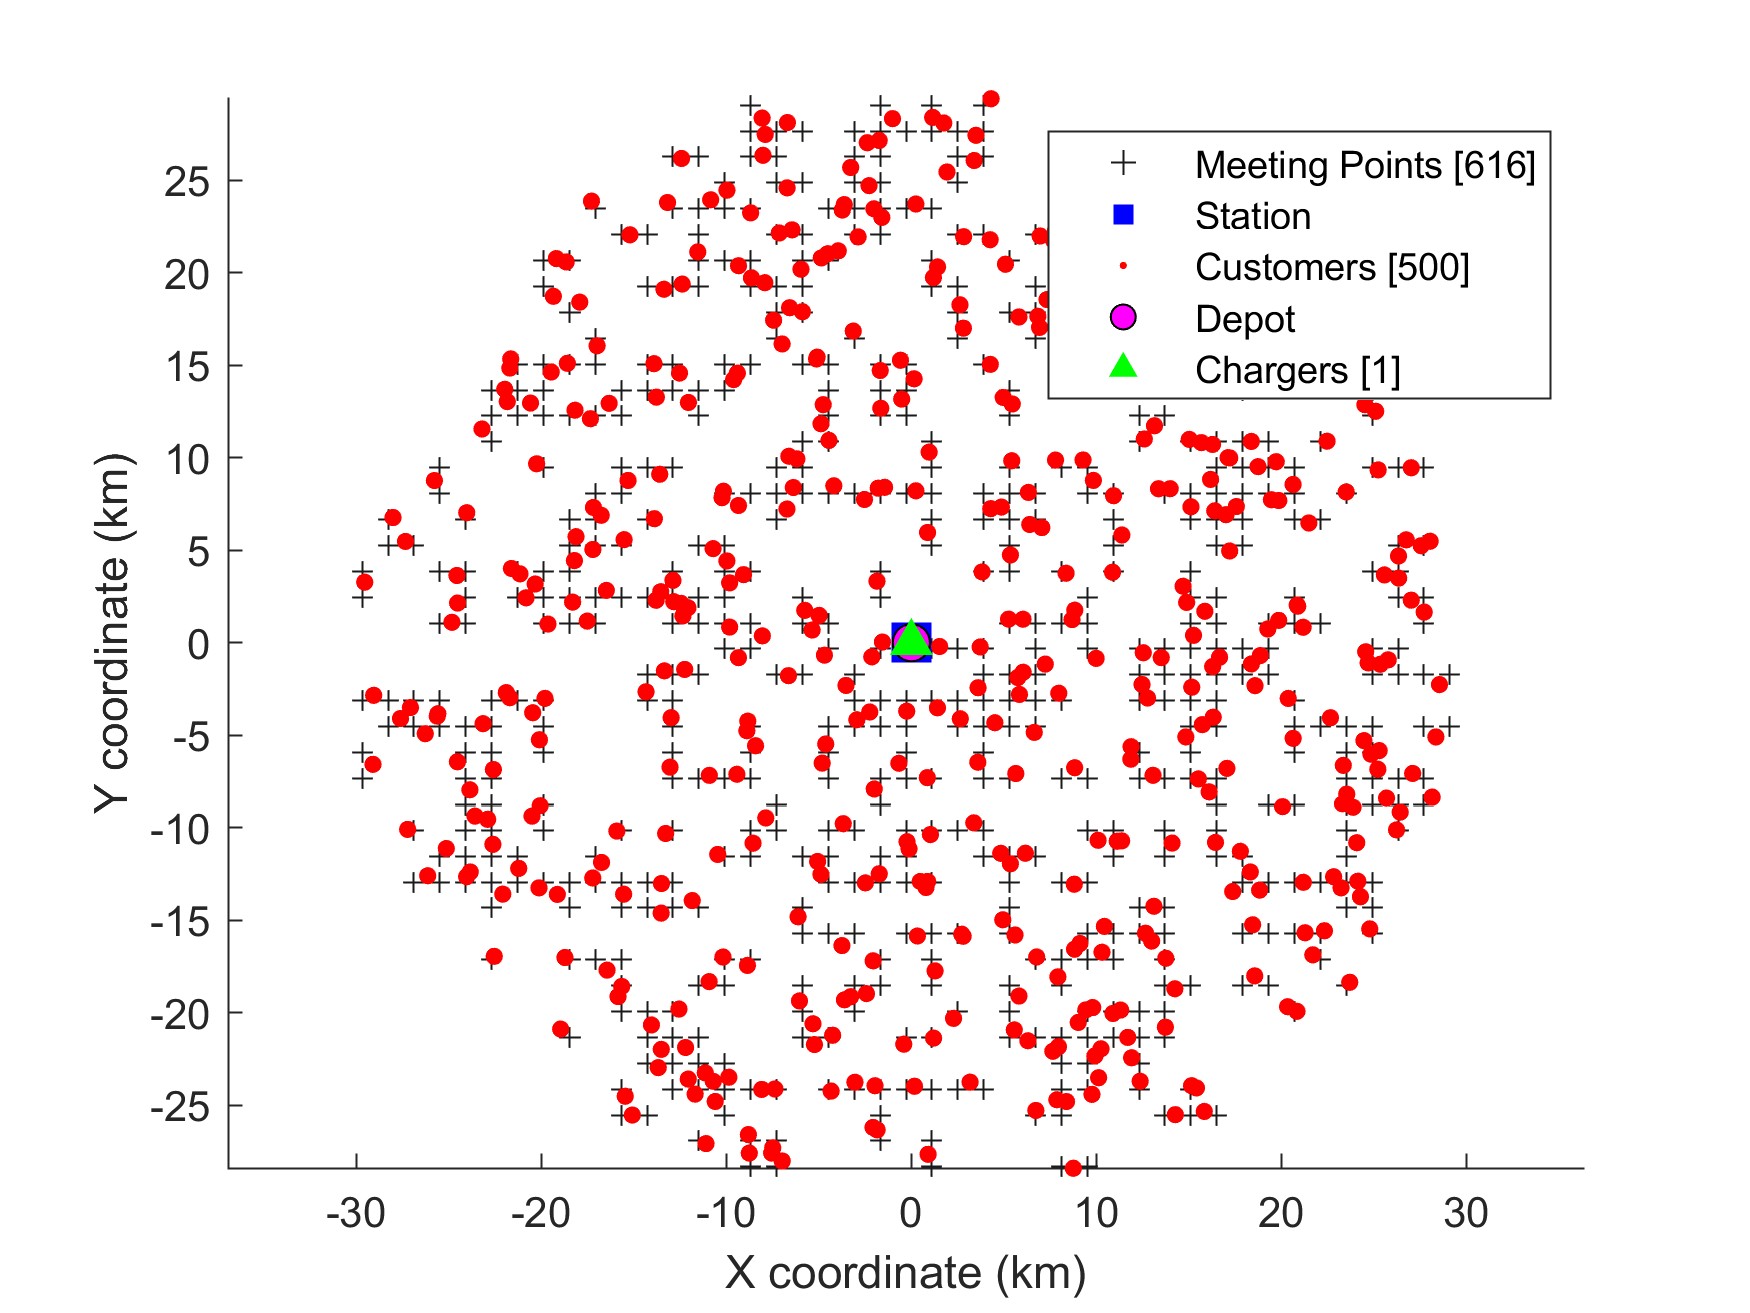 Meeting Points [616]
Station
Customers [500]
Depot
Chargers [1]
25
20
15
10
5
0
-5
-10
-15
-20
-25
Y coordinate (km)
-30 -20 -10 0 10 20 30
X coordinate (km)